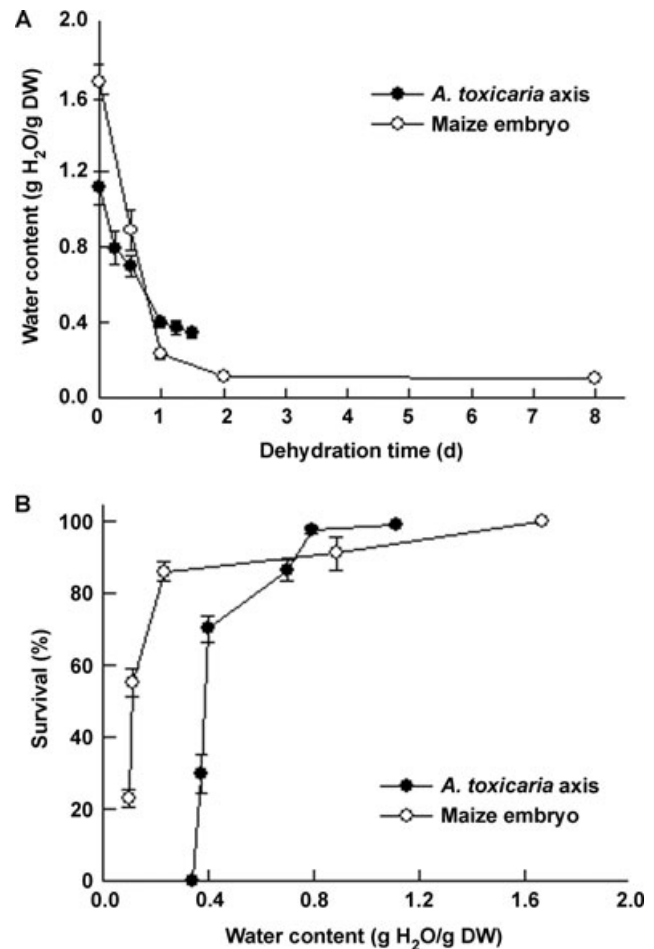 A
2.0
1.6
1.2
0.8
0.4
0.0
Water content (g H₂O/g DW)
A. toxicaria axis
Maize embryo
0 1 2 3 4 5 6 7 8
Dehydration time (d)
B
100
80
60
40
20
0
Survival (%)
A. toxicaria axis
Maize embryo
0.0 0.4 0.8 1.2 1.6 2.0
Water content (g H₂O/g DW)